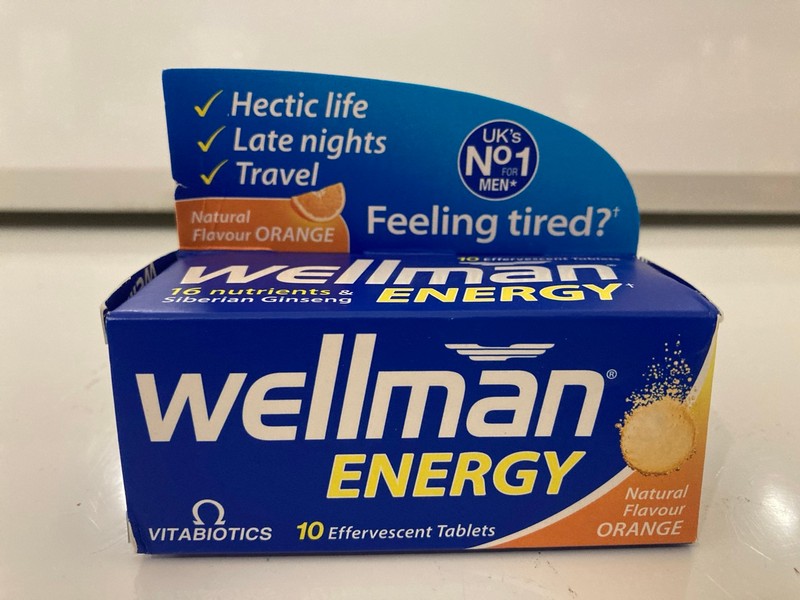 ✓ Hectic life
✓ Late nights
✓ Travel
UK's
No1
FOR
MEN*
Natural
Flavour ORANGE
Feeling tired?†
10 Effervescent Tablets
wellman
16 nutrients &
Siberian Ginseng
ENERGY†
wellman®
ENERGY
Natural
Flavour
ORANGE
VITABIOTICS
10 Effervescent Tablets